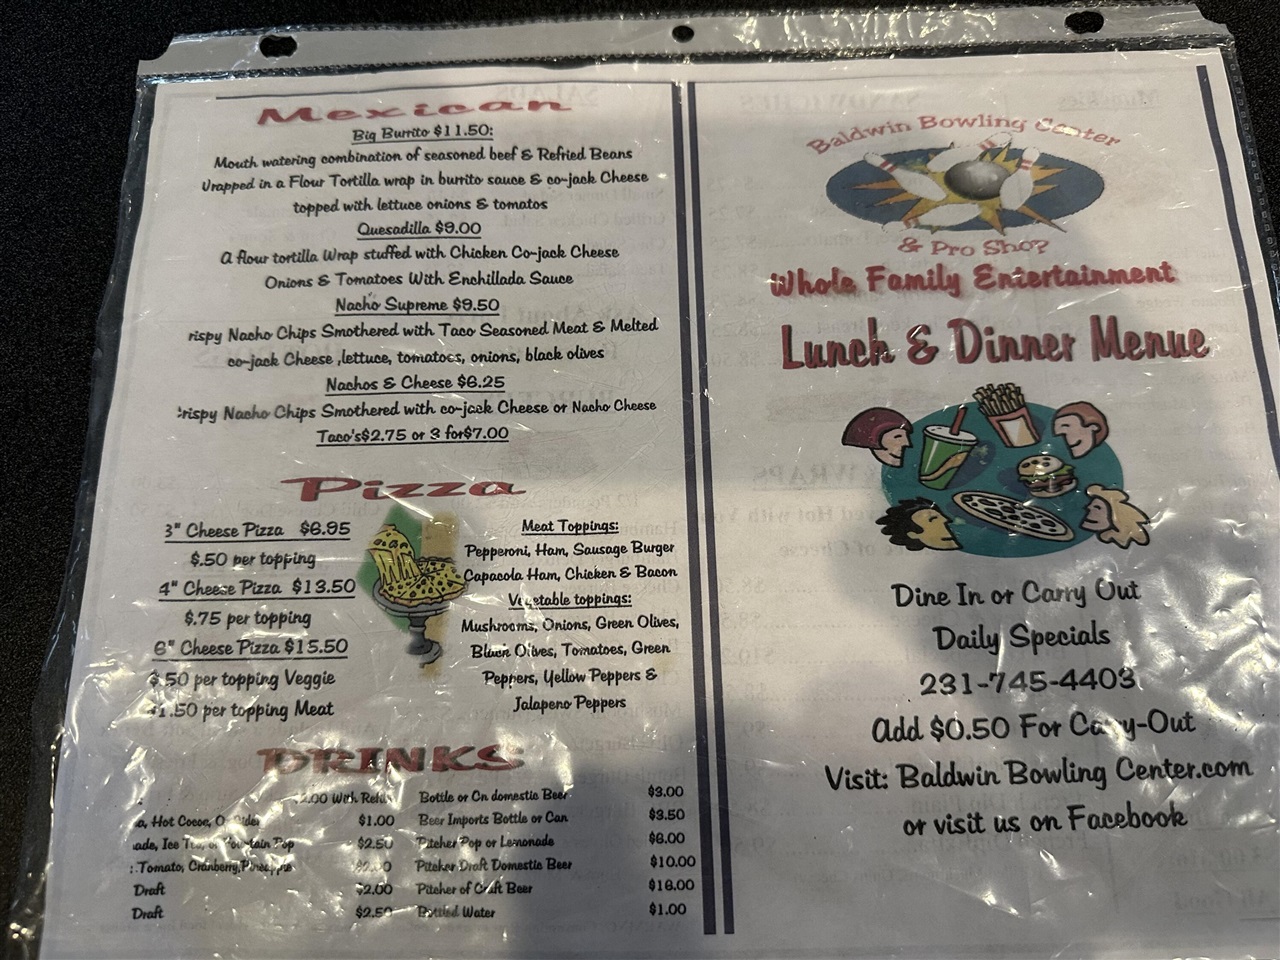 Mexican
Big Burrito $11.50:
Mouth watering combination of seasoned beef & Refried Beans
Wrapped in a Flour Tortilla wrap in burrito sauce & co-jack Cheese
topped with lettuce onions & tomatos
Quesadilla $9.00
A flour tortilla Wrap stuffed with Chicken Co-jack Cheese
Onions & Tomatoes With Enchillada Sauce
Nacho Supreme $9.50
rispy Nacho Chips Smothered with Taco Seasoned Meat & Melted
co-jack Cheese ,lettuce, tomatoes, onions, black olives
Nachos & Cheese $6.25
rispy Nacho Chips Smothered with co-jack Cheese or Nacho Cheese
Taco's$2.75 or 3 for$7.00
Pizza
3" Cheese Pizza $6.95
$.50 per topping
4" Cheese Pizza $13.50
$.75 per topping
6" Cheese Pizza $15.50
$.50 per topping Veggie
$1.50 per topping Meat
Meat Toppings:
Pepperoni, Ham, Sausage Burger
Capacola Ham, Chicken & Bacon
Vegetable toppings:
Mushrooms, Onions, Green Olives,
Black Olives, Tomatoes, Green
Peppers, Yellow Peppers &
Jalapeno Peppers
DRINKS
With Refill
Hot Cocoa, Cider $1.00
ade, Ice Tea, or Fountain Pop $2.50
Tomato, Cranberry, Pineapple $2.00
Draft $2.00
Draft $2.50
Bottle or Cn domestic Beer $3.00
Beer Imports Bottle or Can $3.50
Pitcher Pop or Lemonade $6.00
Pitcher Draft Domestic Beer $10.00
Pitcher of Craft Beer $16.00
Bottled Water $1.00
Baldwin Bowling Center
& Pro Shop
Whole Family Entertainment
Lunch & Dinner Menue
Dine In or Carry Out
Daily Specials
231-745-4403
Add $0.50 For Carry-Out
Visit: Baldwin Bowling Center.com
or visit us on Facebook